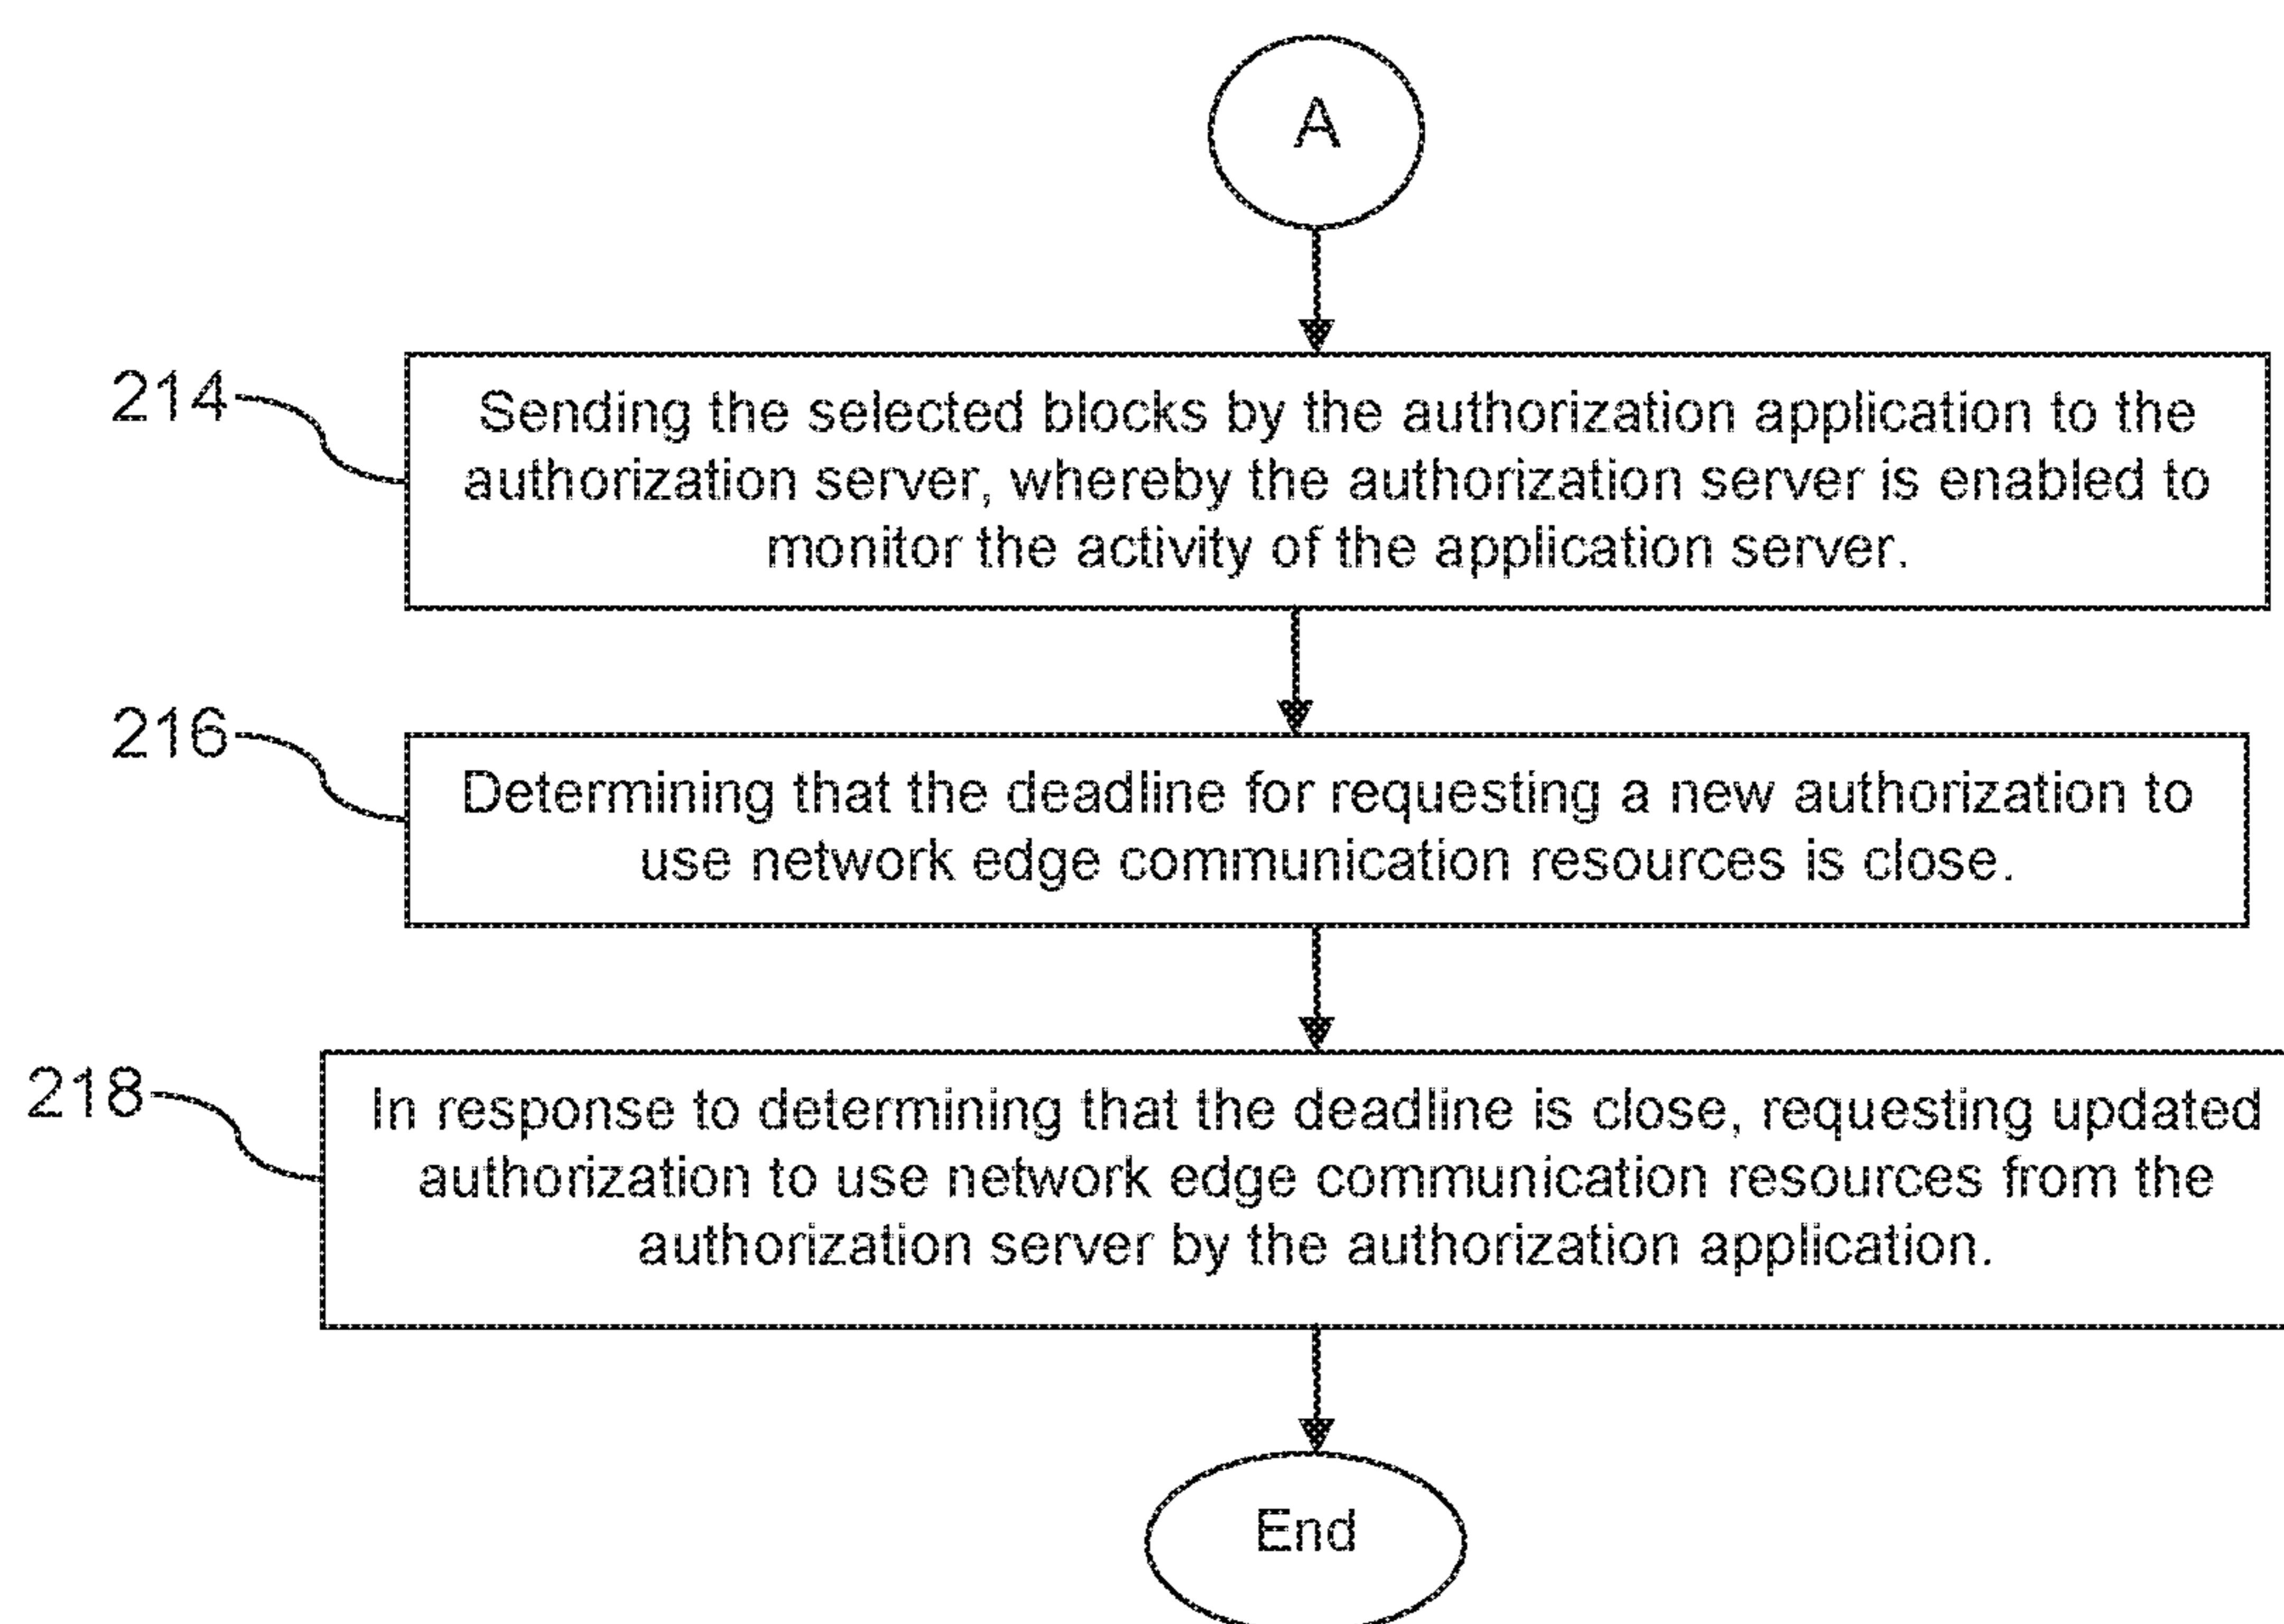 A
214
Sending the selected blocks by the authorization application to the
authorization server, whereby the authorization server is enabled to
monitor the activity of the application server.
216
Determining that the deadline for requesting a new authorization to
use network edge communication resources is close.
218
In response to determining that the deadline is close, requesting updated
authorization to use network edge communication resources from the
authorization server by the authorization application.
End